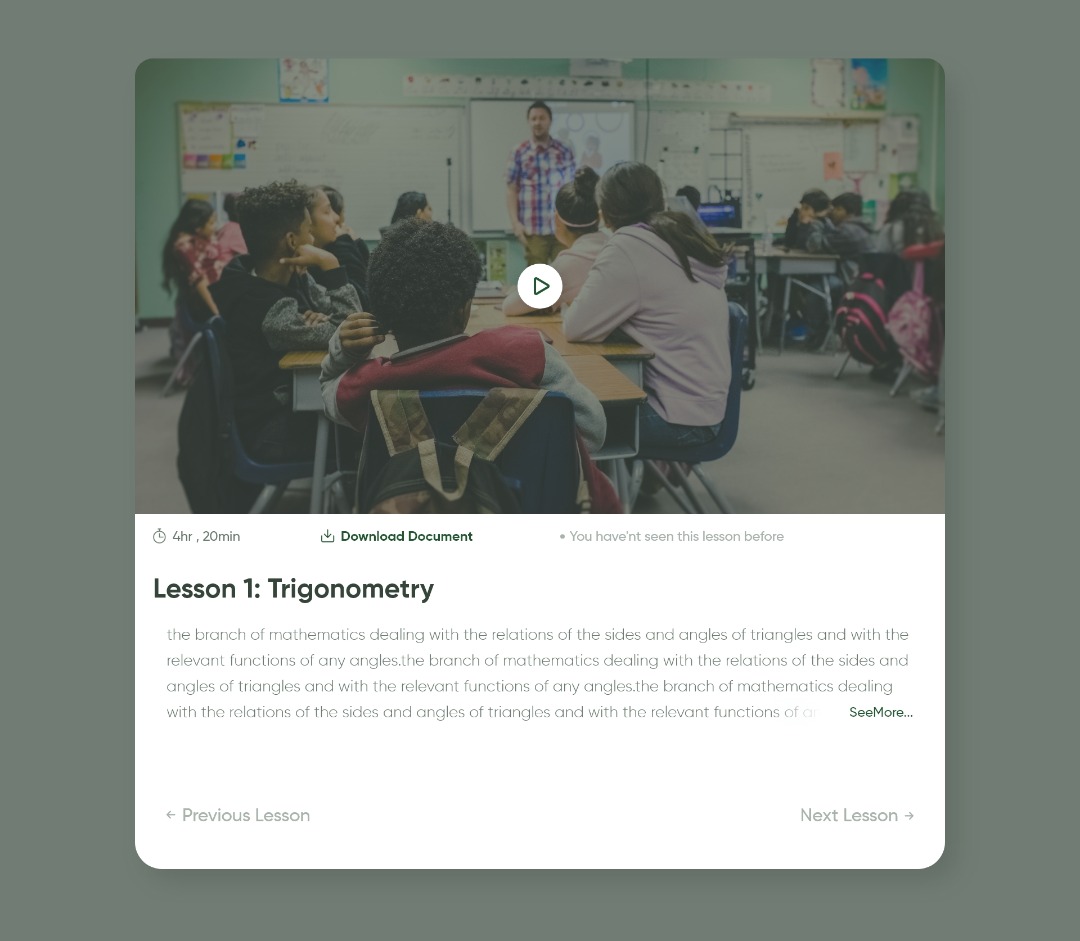 4hr , 20min
Download Document
• You have'nt seen this lesson before
Lesson 1: Trigonometry
the branch of mathematics dealing with the relations of the sides and angles of triangles and with the
relevant functions of any angles.the branch of mathematics dealing with the relations of the sides and
angles of triangles and with the relevant functions of any angles.the branch of mathematics dealing
with the relations of the sides and angles of triangles and with the relevant functions of SeeMore...
← Previous Lesson
Next Lesson →